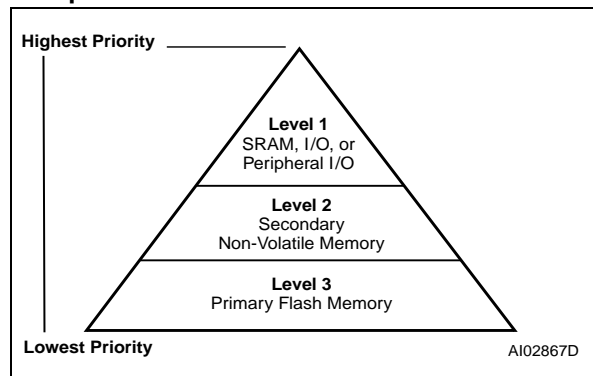 Highest Priority
Level 1
SRAM, I/O, or
Peripheral I/O
Level 2
Secondary
Non-Volatile Memory
Level 3
Primary Flash Memory
Lowest Priority
AI02867D